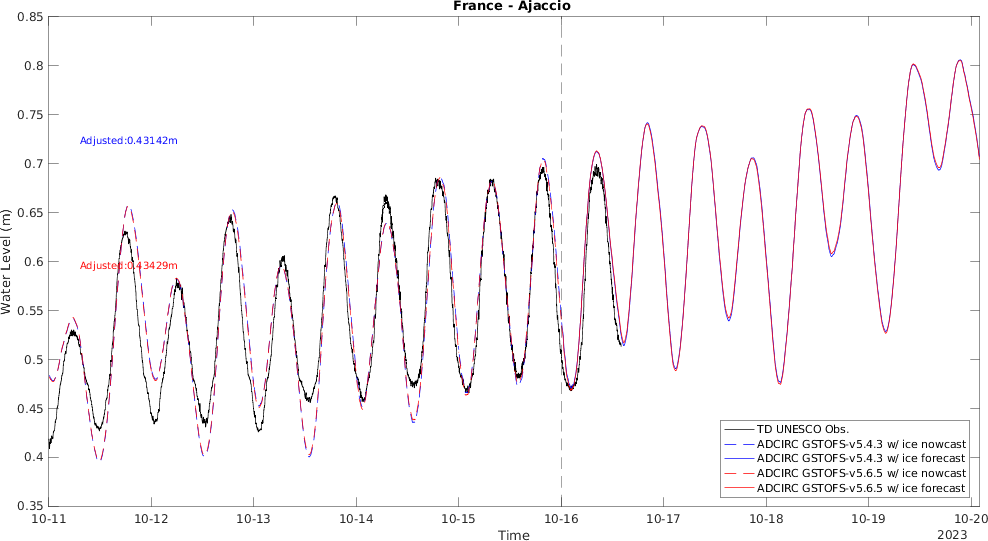 France - Ajaccio
0.85
0.8
0.75
0.7
0.65
0.6
0.55
0.5
0.45
0.4
0.35
Water Level (m)
Adjusted:0.43142m
Adjusted:0.43429m
TD UNESCO Obs.
ADCIRC GSTOFS-v5.4.3 w/ ice nowcast
ADCIRC GSTOFS-v5.4.3 w/ ice forecast
ADCIRC GSTOFS-v5.6.5 w/ ice nowcast
ADCIRC GSTOFS-v5.6.5 w/ ice forecast
10-11 10-12 10-13 10-14 10-15 10-16 10-17 10-18 10-19 10-20
Time
2023